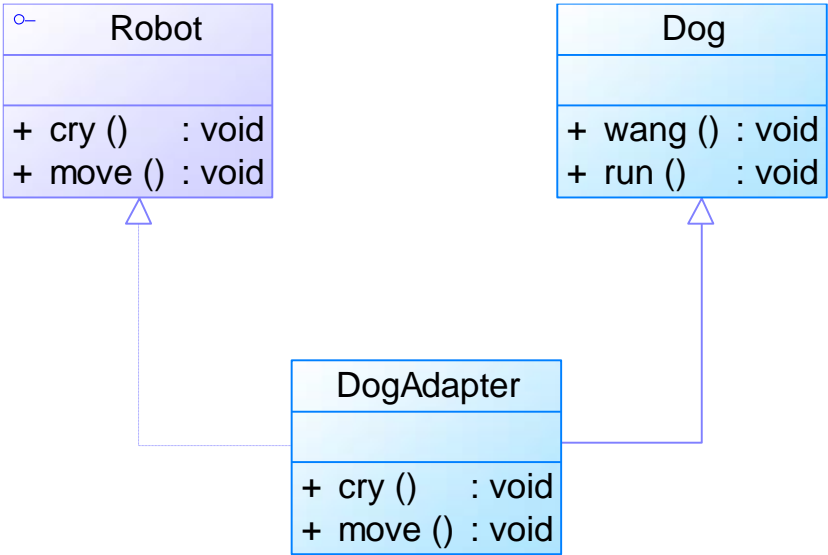 Robot
+ cry () : void
+ move () : void
Dog
+ wang () : void
+ run () : void
DogAdapter
+ cry () : void
+ move () : void